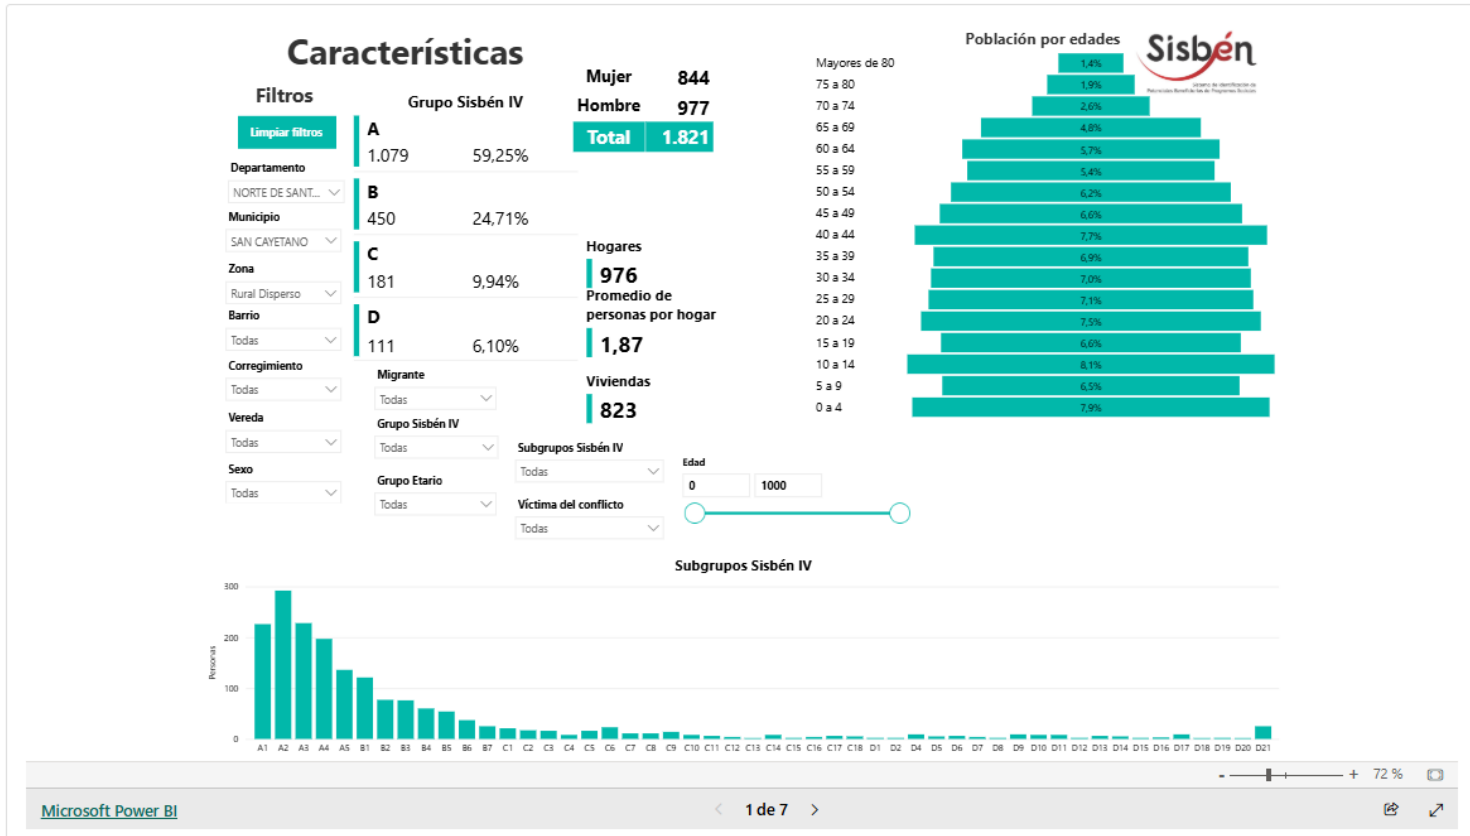 Características
Filtros
Limpiar filtros
Departamento
NORTE DE SANT...
Municipio
SAN CAYETANO
Zona
Rural Disperso
Barrio
Todas
Corregimiento
Todas
Vereda
Todas
Sexo
Todas
Grupo Sisbén IV
A
1.079 59,25%
B
450 24,71%
C
181 9,94%
D
111 6,10%
Migrante
Todas
Grupo Sisbén IV
Todas
Grupo Etario
Todas
Mujer 844
Hombre 977
Total 1.821
Hogares
976
Promedio de
personas por hogar
1,87
Viviendas
823
Subgrupos Sisbén IV
Todas
Víctima del conflicto
Todas
Edad
0 1000
Población por edades
Sisbén
Sistema de Identificación de
Potenciales Beneficiarios de Programas Sociales
Mayores de 80 1,4%
75 a 80 1,9%
70 a 74 2,6%
65 a 69 4,8%
60 a 64 5,7%
55 a 59 5,4%
50 a 54 6,2%
45 a 49 6,6%
40 a 44 7,7%
35 a 39 6,9%
30 a 34 7,0%
25 a 29 7,1%
20 a 24 7,5%
15 a 19 6,6%
10 a 14 8,1%
5 a 9 6,5%
0 a 4 7,9%
Subgrupos Sisbén IV
Personas
300
200
100
0
A1 A2 A3 A4 A5 B1 B2 B3 B4 B5 B6 B7 C1 C2 C3 C4 C5 C6 C7 C8 C9 C10 C11 C12 C13 C14 C15 C16 C17 C18 D1 D2 D4 D5 D6 D7 D8 D9 D10 D11 D12 D13 D14 D15 D16 D17 D18 D19 D20 D21
- + 72 %
Microsoft Power BI
1 de 7